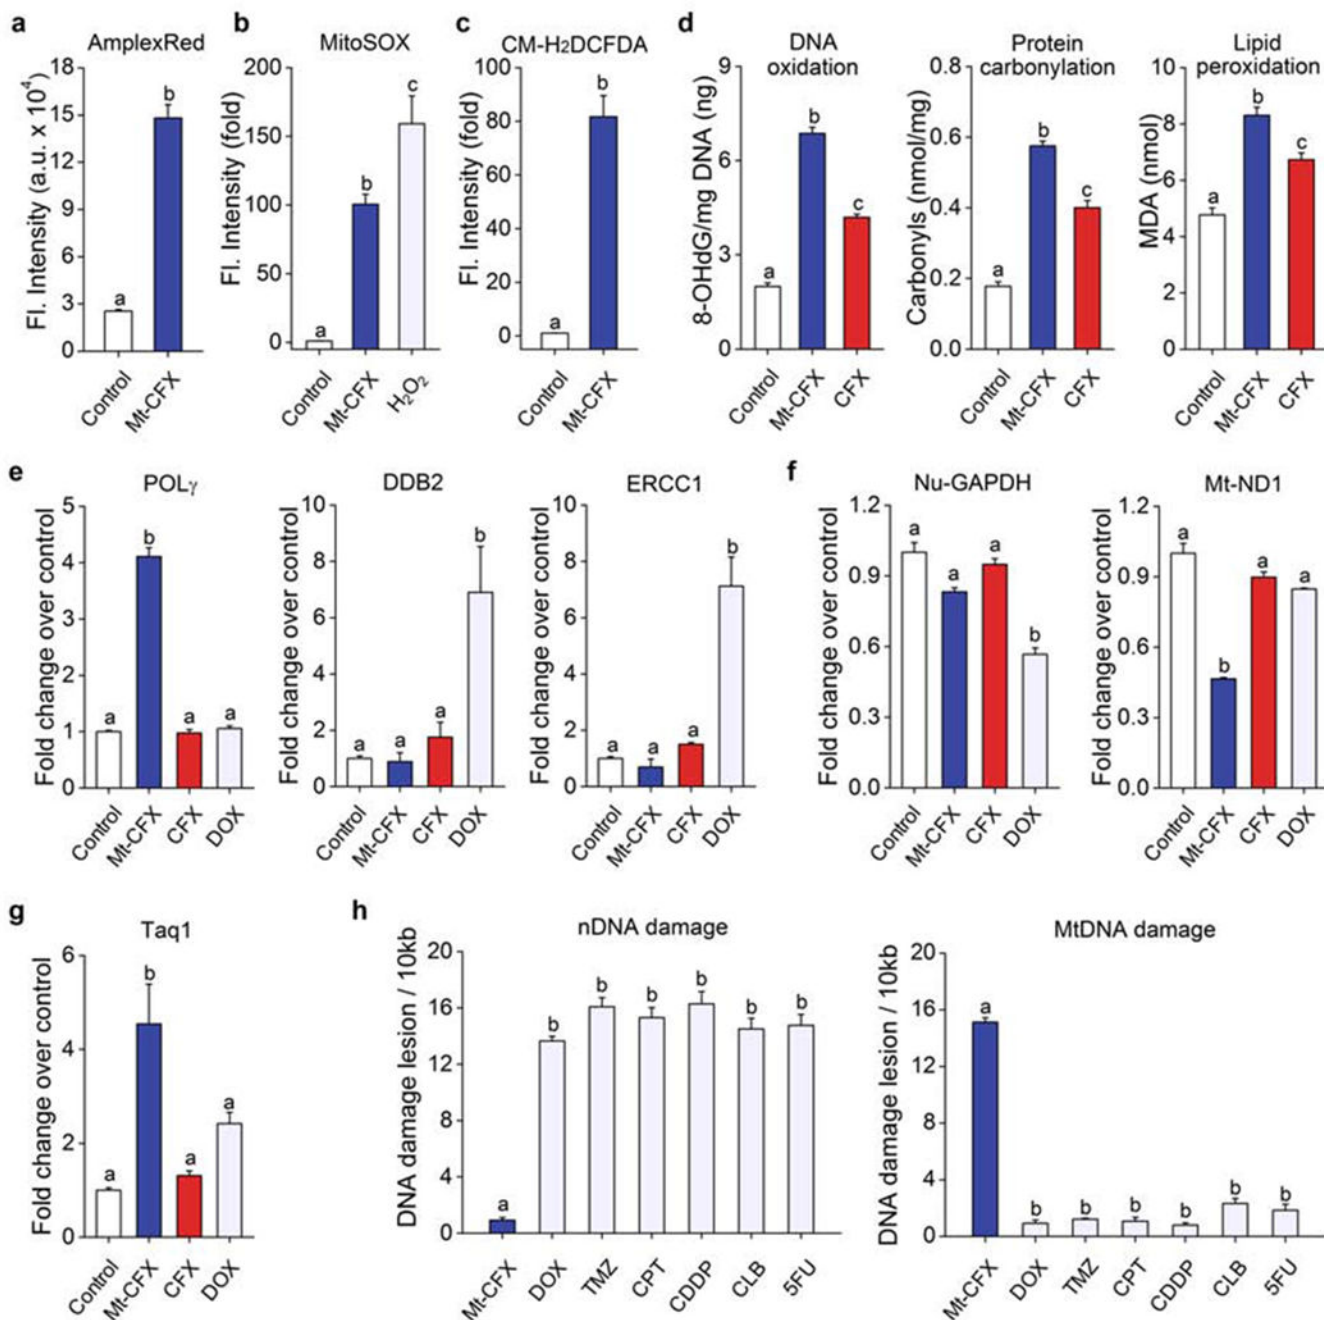 a
AmplexRed
Fl. Intensity (a.u. x 10⁴)
18
15
12
9
6
3
0
b
a
Control
Mt-CFX
b
MitoSOX
Fl. Intensity (fold)
200
150
100
50
0
a
b
c
Control
Mt-CFX
H₂O₂
c
CM-H₂DCFDA
Fl. Intensity (fold)
100
80
60
40
20
0
a
b
Control
Mt-CFX
d
DNA
oxidation
8-OHdG/mg DNA (ng)
9
6
3
0
a
b
c
Control
Mt-CFX
CFX
Protein
carbonylation
Carbonyls (nmol/mg)
0.8
0.6
0.4
0.2
0.0
a
b
c
Control
Mt-CFX
CFX
Lipid
peroxidation
MDA (nmol)
10
8
6
4
2
0
a
b
c
Control
Mt-CFX
CFX
e
POLγ
Fold change over control
5
4
3
2
1
0
a
b
a
a
Control
Mt-CFX
CFX
DOX
DDB2
Fold change over control
10
8
6
4
2
0
a
a
a
b
Control
Mt-CFX
CFX
DOX
ERCC1
Fold change over control
10
8
6
4
2
0
a
a
a
b
Control
Mt-CFX
CFX
DOX
f
Nu-GAPDH
Fold change over control
1.2
0.9
0.6
0.3
0.0
a
a
a
b
Control
Mt-CFX
CFX
DOX
Mt-ND1
Fold change over control
1.2
0.9
0.6
0.3
0.0
a
b
a
a
Control
Mt-CFX
CFX
DOX
g
Taq1
Fold change over control
6
4
2
0
a
b
a
a
Control
Mt-CFX
CFX
DOX
h
nDNA damage
DNA damage lesion / 10kb
20
16
12
8
4
0
a
b
b
b
b
b
b
Mt-CFX
DOX
TMZ
CPT
CDDP
CLB
5FU
MtDNA damage
DNA damage lesion / 10kb
20
16
12
8
4
0
a
b
b
b
b
b
b
Mt-CFX
DOX
TMZ
CPT
CDDP
CLB
5FU